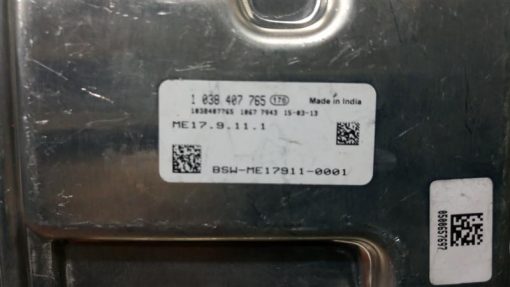 1 038 407 765 176 Made in India
1038407765 1067 7943 15-03-13
ME17.9.11.1
BSW-ME17911-0001